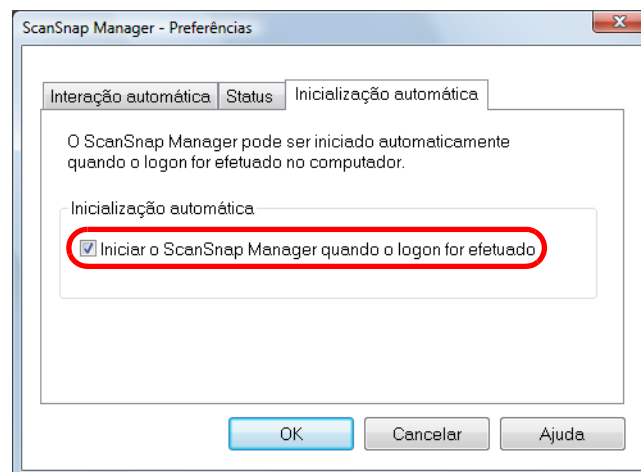 ScanSnap Manager - Preferências
Interação automática Status Inicialização automática
O ScanSnap Manager pode ser iniciado automaticamente
quando o logon for efetuado no computador.
Inicialização automática
Iniciar o ScanSnap Manager quando o logon for efetuado
OK Cancelar Ajuda